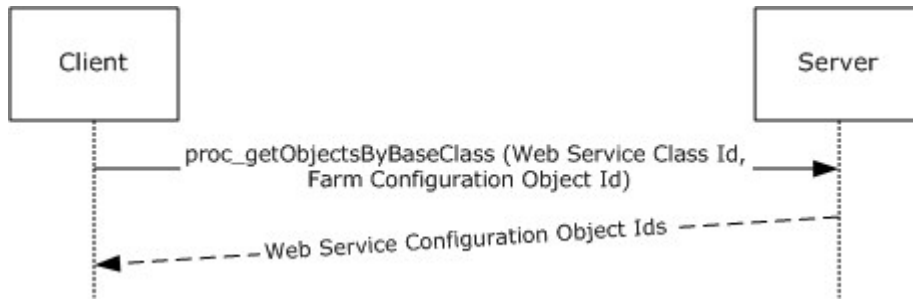 Client
Server
proc_getObjectsByBaseClass (Web Service Class Id,
Farm Configuration Object Id)
Web Service Configuration Object Ids